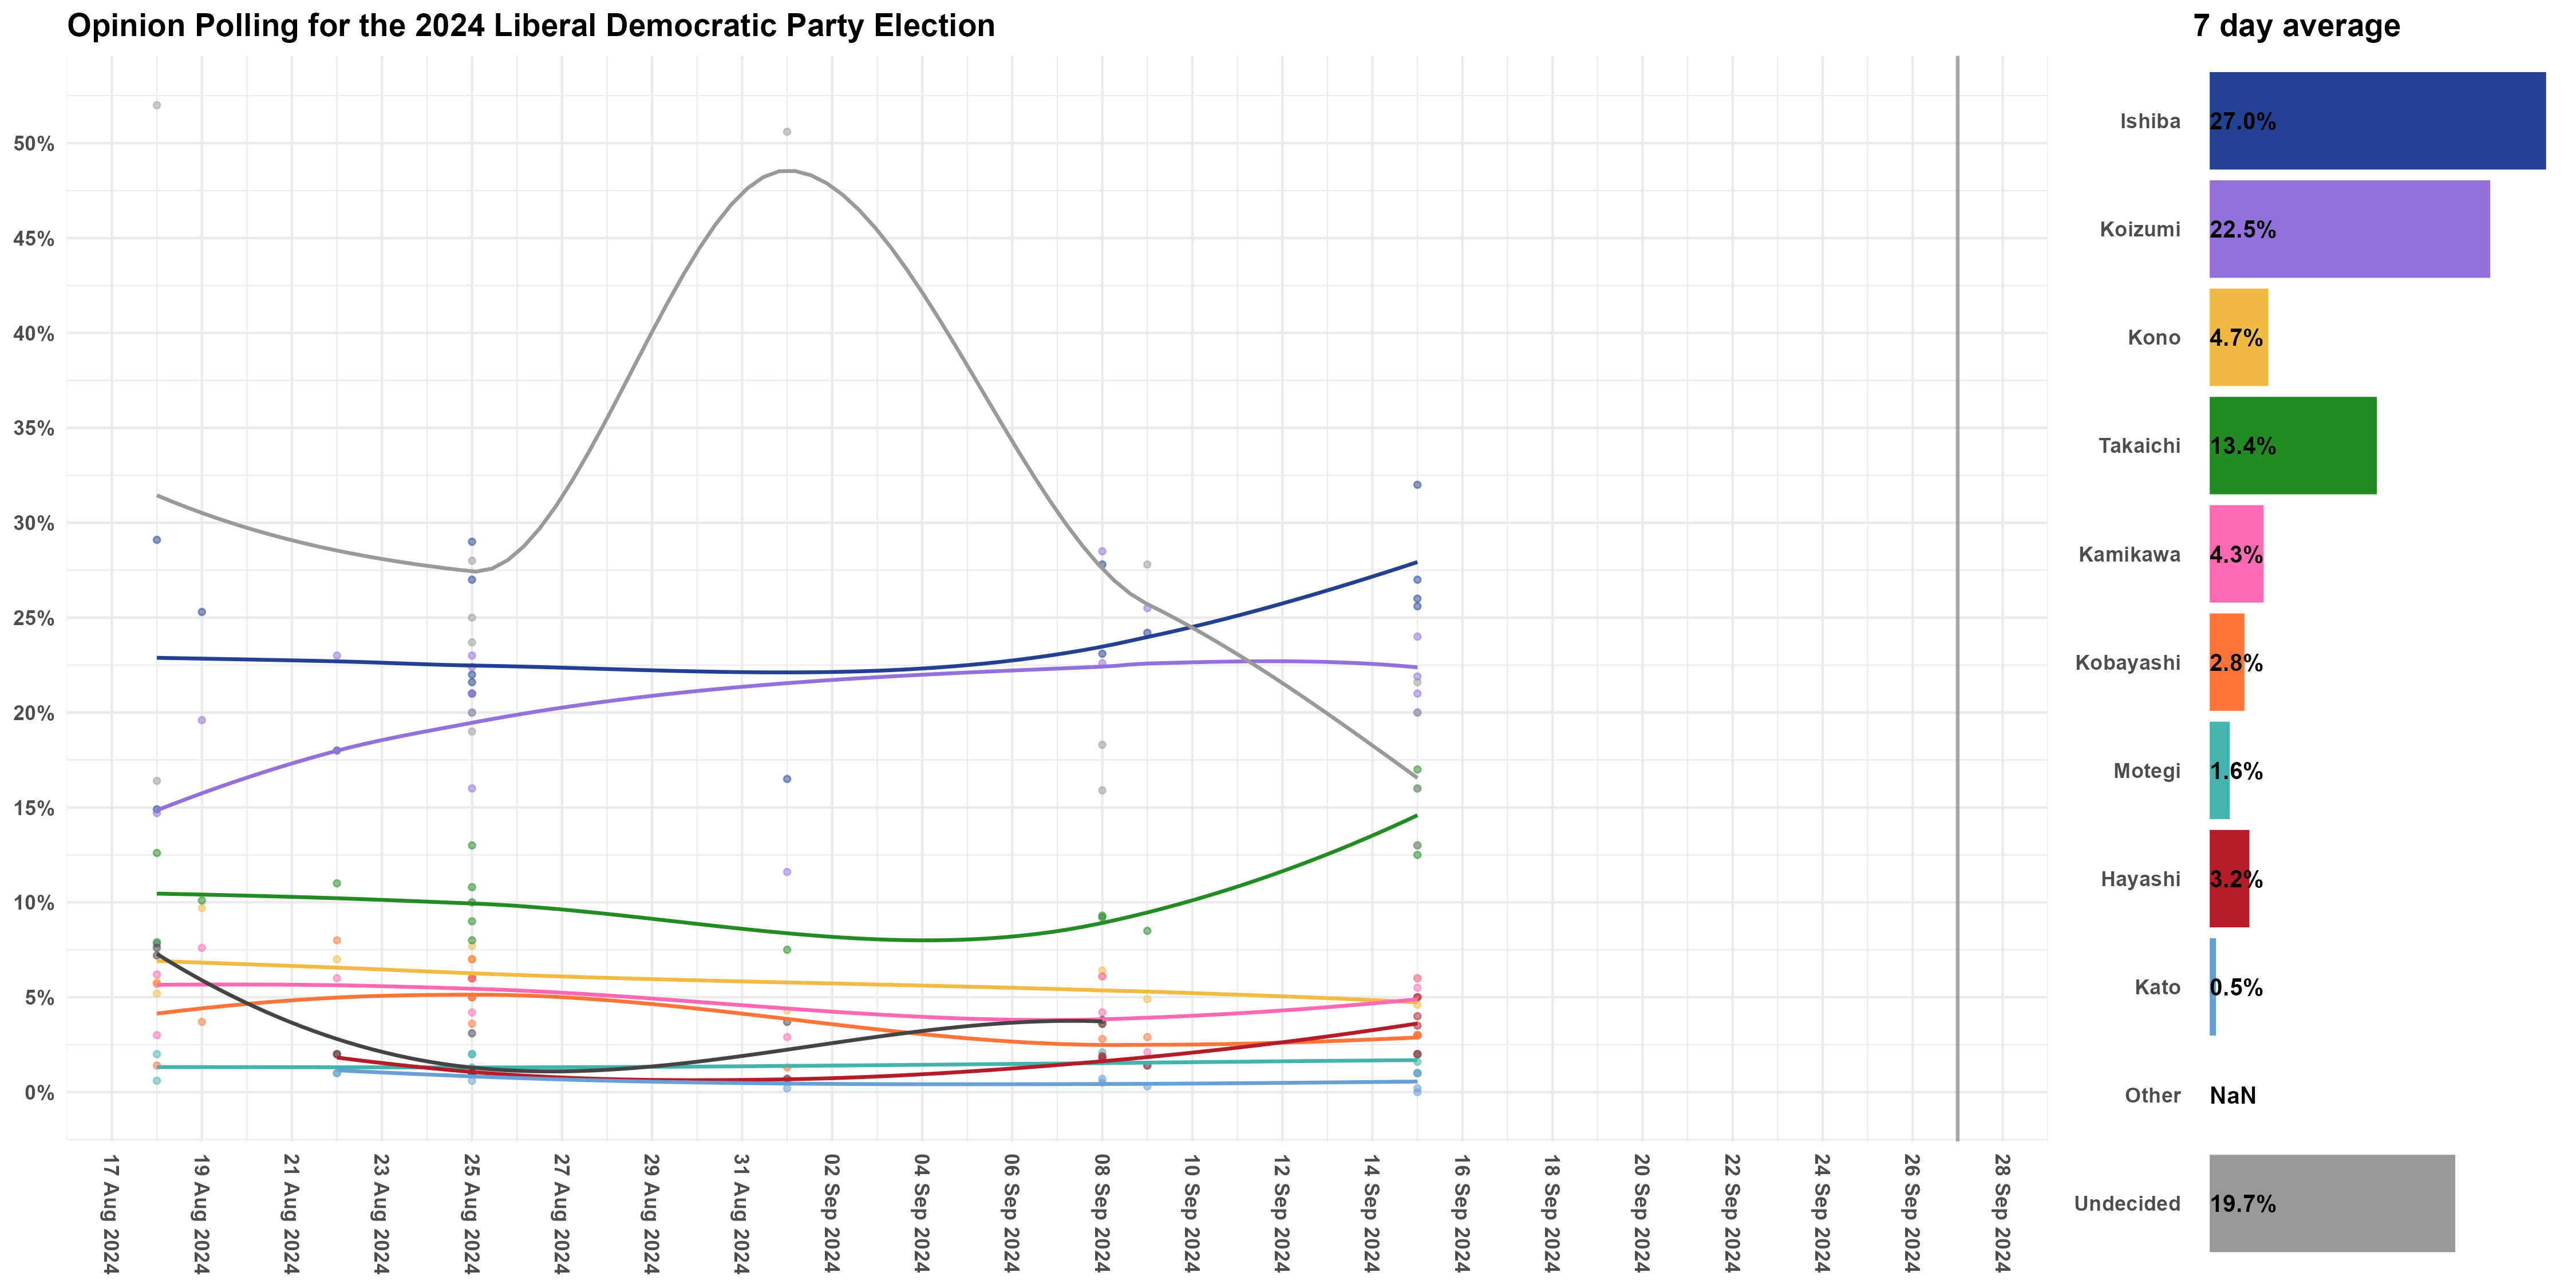 Opinion Polling for the 2024 Liberal Democratic Party Election
50%
45%
40%
35%
30%
25%
20%
15%
10%
5%
0%
17 Aug 2024
19 Aug 2024
21 Aug 2024
23 Aug 2024
25 Aug 2024
27 Aug 2024
29 Aug 2024
31 Aug 2024
02 Sep 2024
04 Sep 2024
06 Sep 2024
08 Sep 2024
10 Sep 2024
12 Sep 2024
14 Sep 2024
16 Sep 2024
18 Sep 2024
20 Sep 2024
22 Sep 2024
24 Sep 2024
26 Sep 2024
28 Sep 2024
7 day average
Ishiba 27.0%
Koizumi 22.5%
Kono 4.7%
Takaichi 13.4%
Kamikawa 4.3%
Kobayashi 2.8%
Motegi 1.6%
Hayashi 3.2%
Kato 0.5%
Other NaN
Undecided 19.7%